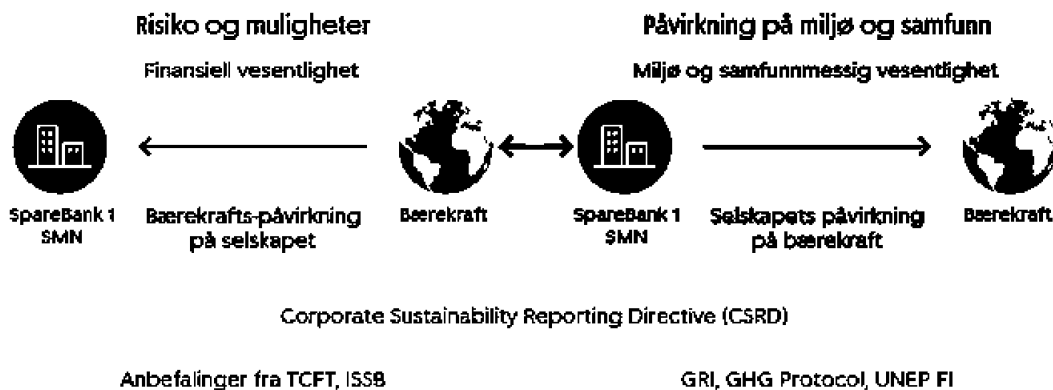 Risiko og muligheter
Påvirkning på miljø og samfunn
Finansiell vesentlighet
Miljø og samfunnmessig vesentlighet
SpareBank 1
SMN
Bærekrafts-påvirkning
på selskapet
Bærekraft
SpareBank 1
SMN
Selskapets påvirkning
på bærekraft
Bærekraft
Corporate Sustainability Reporting Directive (CSRD)
Anbefalinger fra TCFT, ISSB
GRI, GHG Protocol, UNEP FI